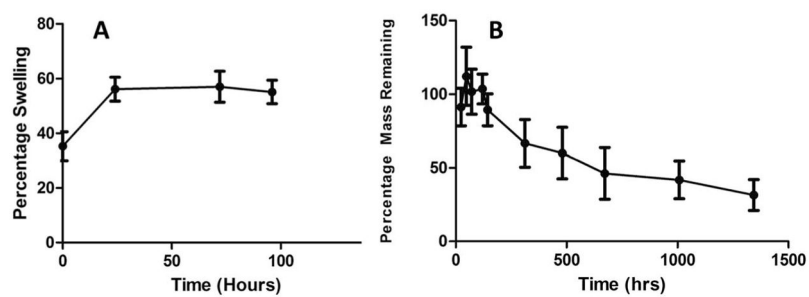 A
Percentage Swelling
80
60
40
20
0
0
50
100
Time (Hours)
B
Percentage Mass Remaining
150
100
50
0
0
500
1000
1500
Time (hrs)